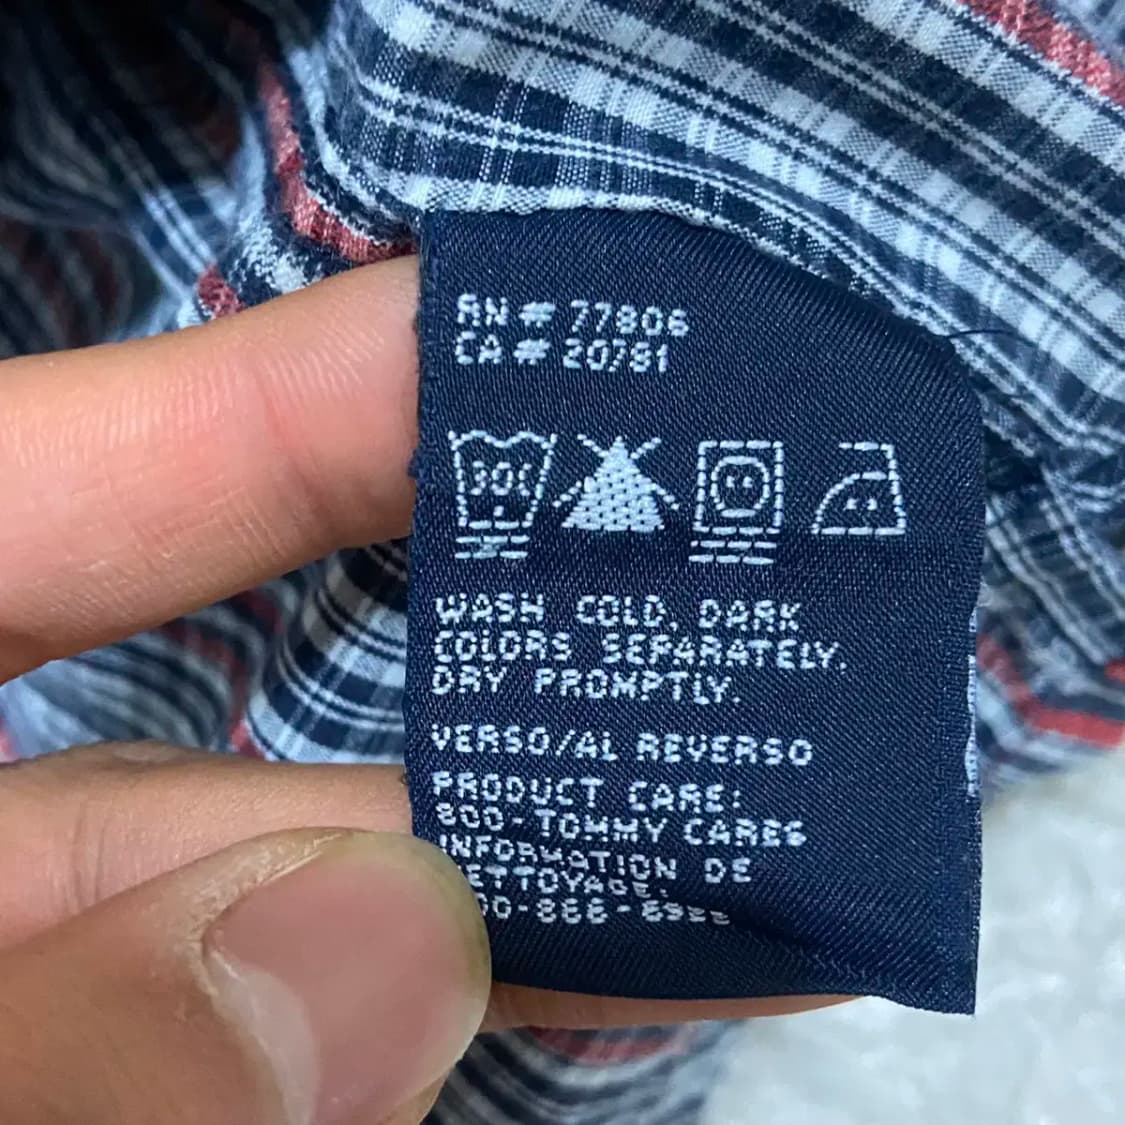 RN # 77806
CA # 20781
30C
WASH COLD, DARK
COLORS SEPARATELY.
DRY PROMPTLY.
VERSO/AL REVERSO
PRODUCT CARE:
800-TOMMY CARES
INFORMATION DE
NETTOYAGE: